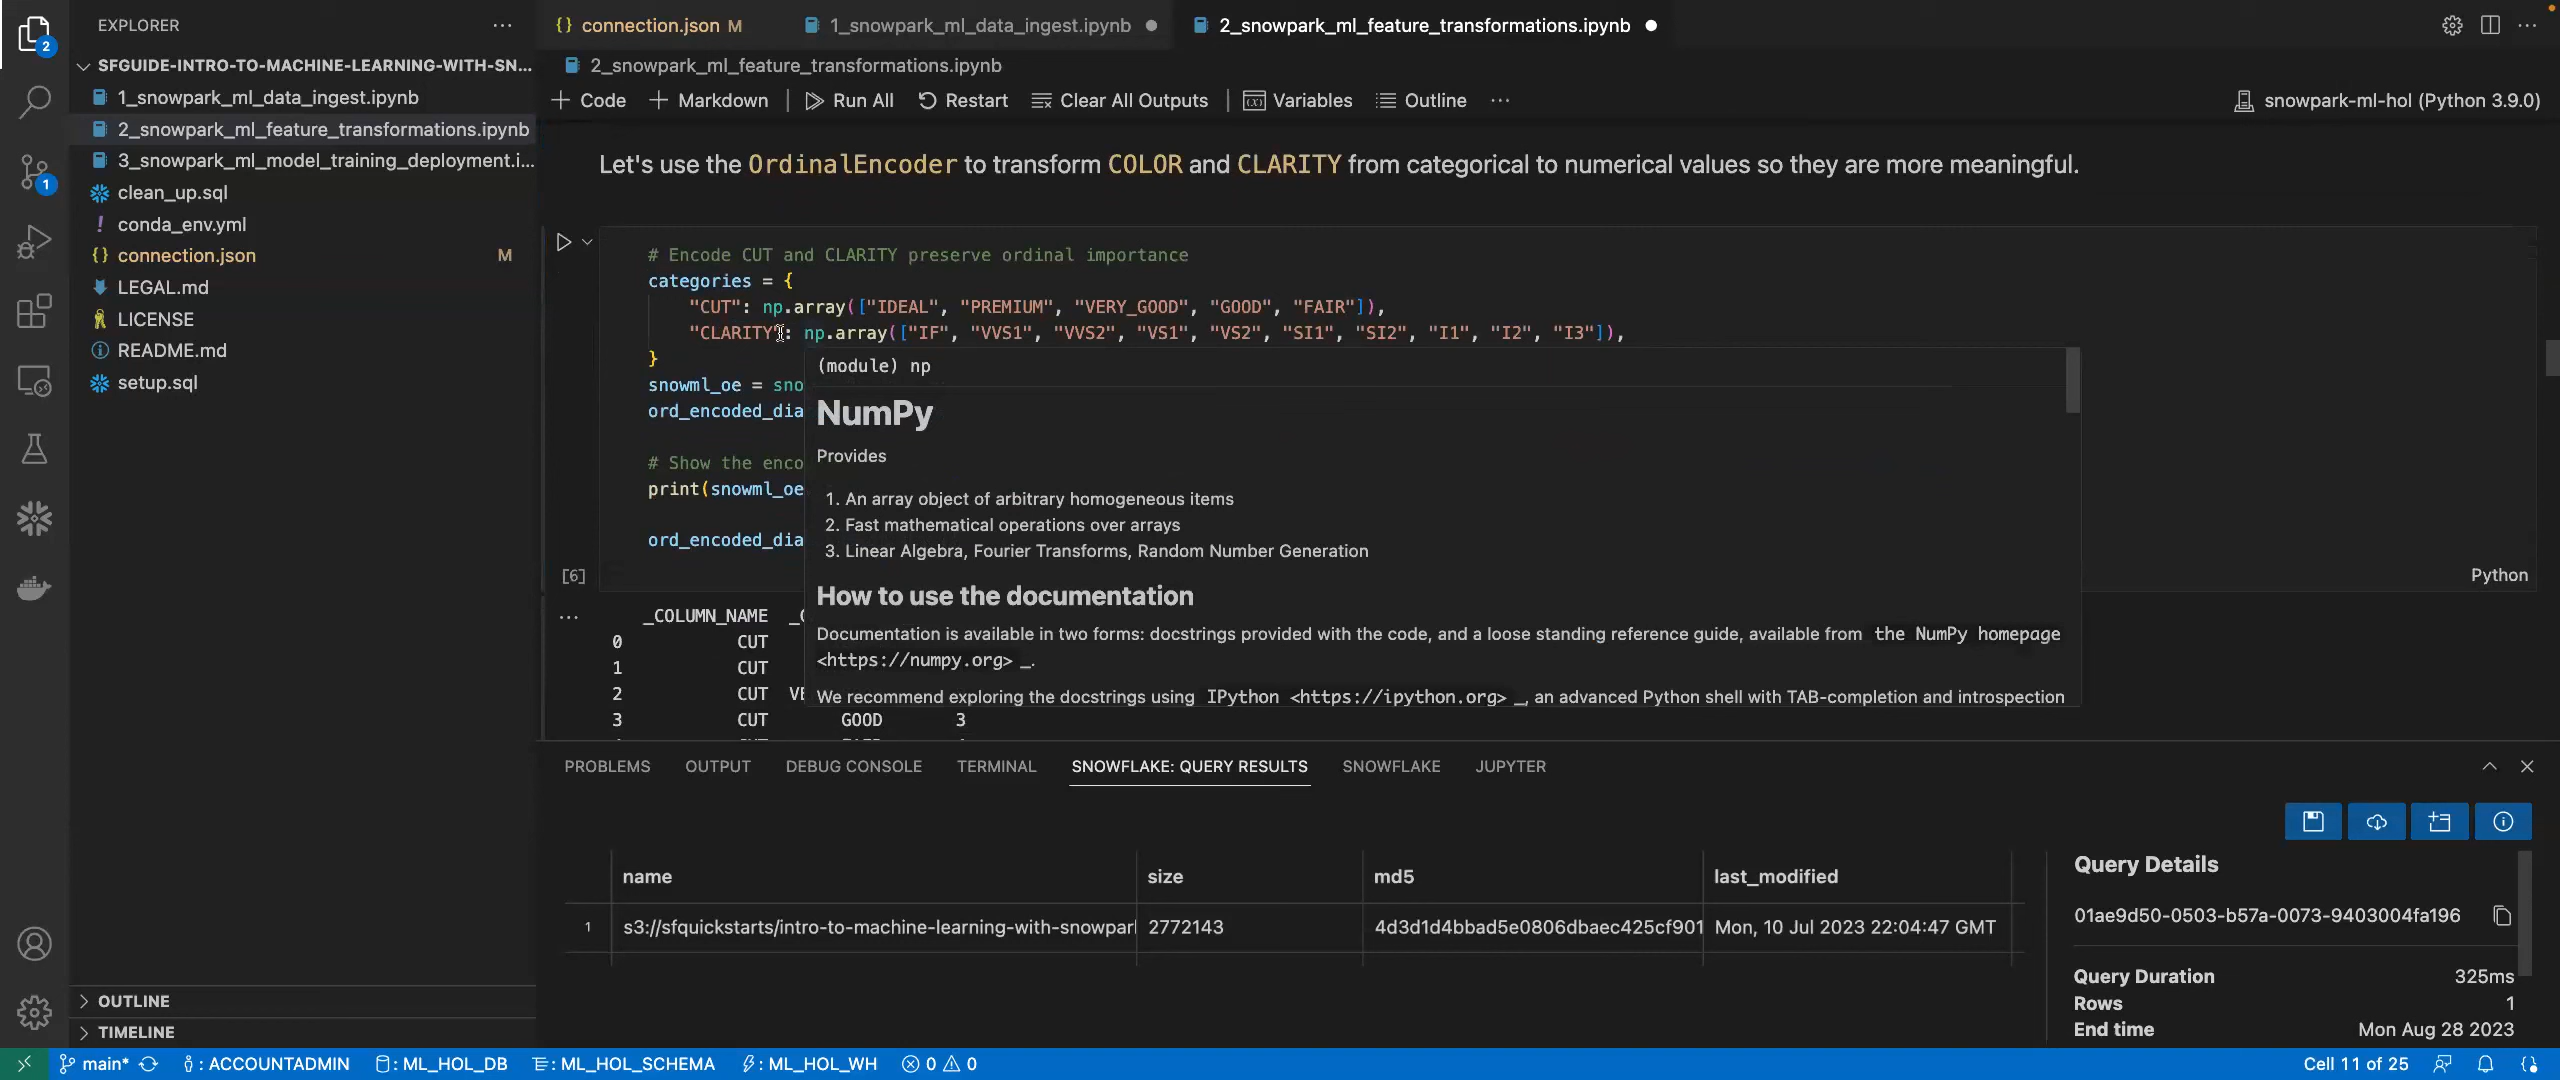 EXPLORER
SFGUIDE-INTRO-TO-MACHINE-LEARNING-WITH-SN...
1_snowpark_ml_data_ingest.ipynb
2_snowpark_ml_feature_transformations.ipynb
3_snowpark_ml_model_training_deployment.i...
clean_up.sql
! conda_env.yml
{} connection.json M
LEGAL.md
LICENSE
README.md
setup.sql
OUTLINE
TIMELINE
2
1
{} connection.json M
1_snowpark_ml_data_ingest.ipynb
2_snowpark_ml_feature_transformations.ipynb
2_snowpark_ml_feature_transformations.ipynb
+ Code + Markdown Run All Restart Clear All Outputs Variables Outline ...
snowpark-ml-hol (Python 3.9.0)
Let's use the OrdinalEncoder to transform COLOR and CLARITY from categorical to numerical values so they are more meaningful.
# Encode CUT and CLARITY preserve ordinal importance
categories = {
"CUT": np.array(["IDEAL", "PREMIUM", "VERY_GOOD", "GOOD", "FAIR"]),
"CLARITY": np.array(["IF", "VVS1", "VVS2", "VS1", "VS2", "SI1", "SI2", "I1", "I2", "I3"]),
}
snowml_oe = sno
ord_encoded_dia
# Show the enco
print(snowml_oe
ord_encoded_dia
[6]
Python
(module) np
NumPy
Provides
1. An array object of arbitrary homogeneous items
2. Fast mathematical operations over arrays
3. Linear Algebra, Fourier Transforms, Random Number Generation
How to use the documentation
Documentation is available in two forms: docstrings provided with the code, and a loose standing reference guide, available from the NumPy homepage
<https://numpy.org> _.
We recommend exploring the docstrings using IPython <https://ipython.org> _, an advanced Python shell with TAB-completion and introspection
... _COLUMN_NAME _C
0 CUT
1 CUT
2 CUT VE
3 CUT GOOD 3
PROBLEMS OUTPUT DEBUG CONSOLE TERMINAL SNOWFLAKE: QUERY RESULTS SNOWFLAKE JUPYTER
name size md5 last_modified
1 s3://sfquickstarts/intro-to-machine-learning-with-snowpar 2772143 4d3d1d4bbad5e0806dbaec425cf901 Mon, 10 Jul 2023 22:04:47 GMT
Query Details
01ae9d50-0503-b57a-0073-9403004fa196
Query Duration 325ms
Rows 1
End time Mon Aug 28 2023
main* : ACCOUNTADMIN : ML_HOL_DB : ML_HOL_SCHEMA : ML_HOL_WH 0 0
Cell 11 of 25